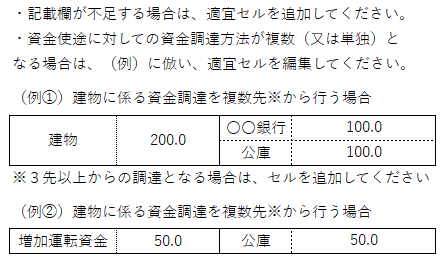 ・記載欄が不足する場合は、適宜セルを追加してください。
・資金使途に対しての資金調達方法が複数（又は単独）と
なる場合は、（例）に倣い、適宜セルを編集してください。
（例①）建物に係る資金調達を複数先※から行う場合
建物 200.0 〇〇銀行 100.0
公庫 100.0
※３先以上からの調達となる場合は、セルを追加してください
（例②）建物に係る資金調達を複数先※から行う場合
増加運転資金 50.0 公庫 50.0